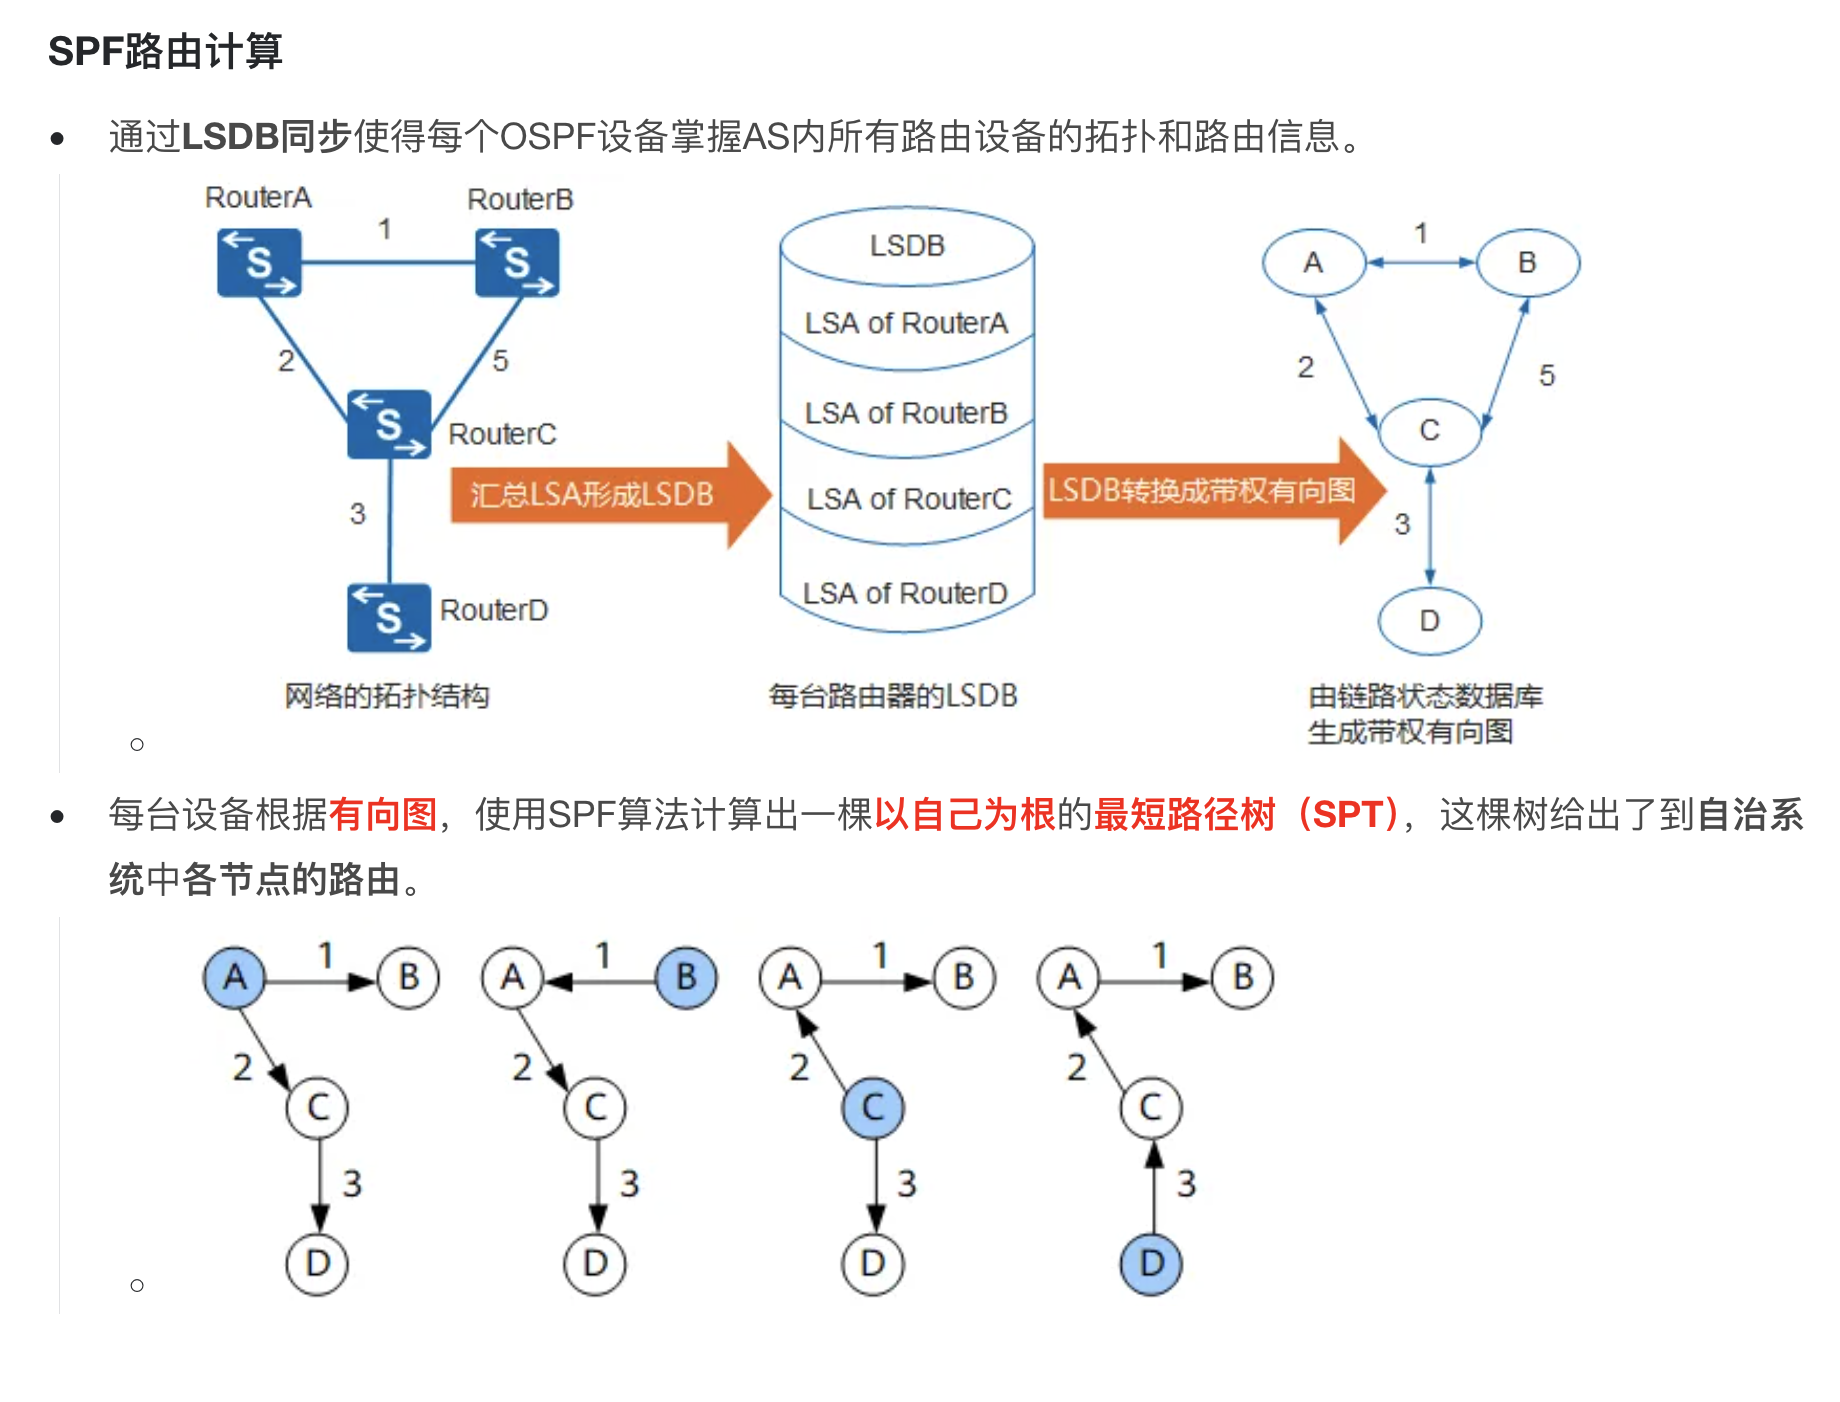 SPF路由计算
通过LSDB同步使得每个OSPF设备掌握AS内所有路由设备的拓扑和路由信息。
RouterA
RouterB
1
S
S
2
5
S
RouterC
3
S
RouterD
网络的拓扑结构
汇总LSA形成LSDB
LSDB
LSA of RouterA
LSA of RouterB
LSA of RouterC
LSA of RouterD
每台路由器的LSDB
LSDB转换成带权有向图
A
1
B
2
5
C
3
D
由链路状态数据库
生成带权有向图
每台设备根据有向图，使用SPF算法计算出一棵以自己为根的最短路径树（SPT），这棵树给出了到自治系
统中各节点的路由。
A
1
B
2
C
3
D
A
1
B
2
C
3
D
A
1
B
2
C
3
D
A
1
B
2
C
3
D